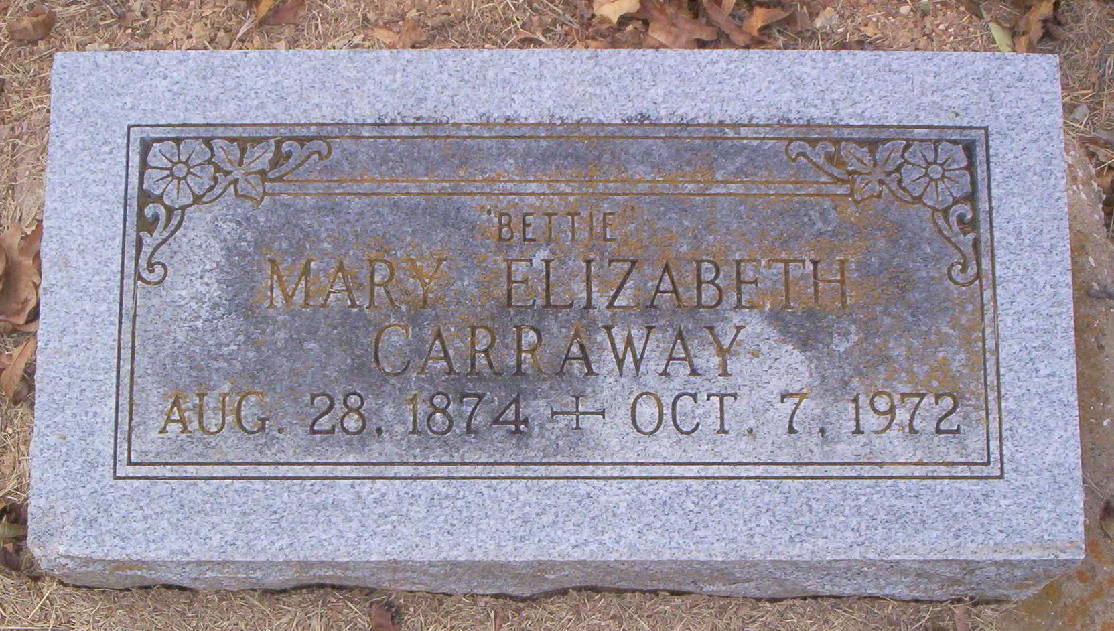 "BETTIE"
MARY ELIZABETH
CARRAWAY
AUG. 28, 1874 OCT. 7, 1972